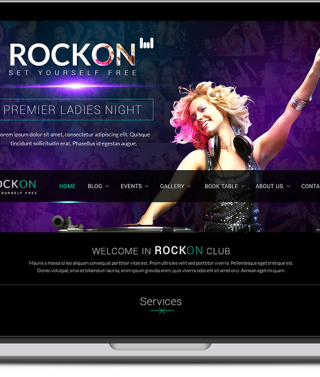 ROCKON
SET YOURSELF FREE
PREMIER LADIES NIGHT
orem ipsum dolor sit amet, consectetur adipiscing elit. Quisque
tincidunt sollicitudin erat. Phasellus id egestas augue.
OCKON
YOURSELF FREE
HOME BLOG EVENTS GALLERY BOOK TABLE ABOUT US CONTA
WELCOME IN ROCKON CLUB
Mauris a massa id leo aliquam consequat porttitor vitae est. Proin ultricies velit sed porttitor viverra. Pellentesque eget tristique est.
Donec volutpat, eros et bibendum lacinia, enim ipsum gravida enim, quis viverra odio elit sit amet orci. Aenean eget mi quam.
Services